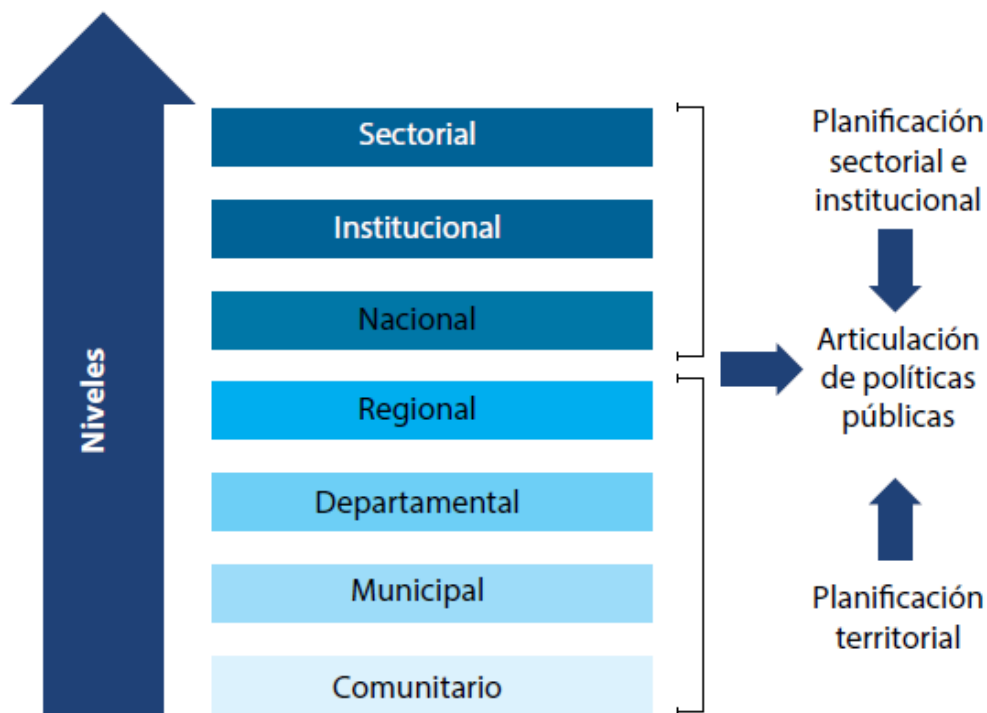 Niveles
Sectorial
Institucional
Nacional
Regional
Departamental
Municipal
Comunitario
Planificación
sectorial e
institucional
Articulación
de políticas
públicas
Planificación
territorial